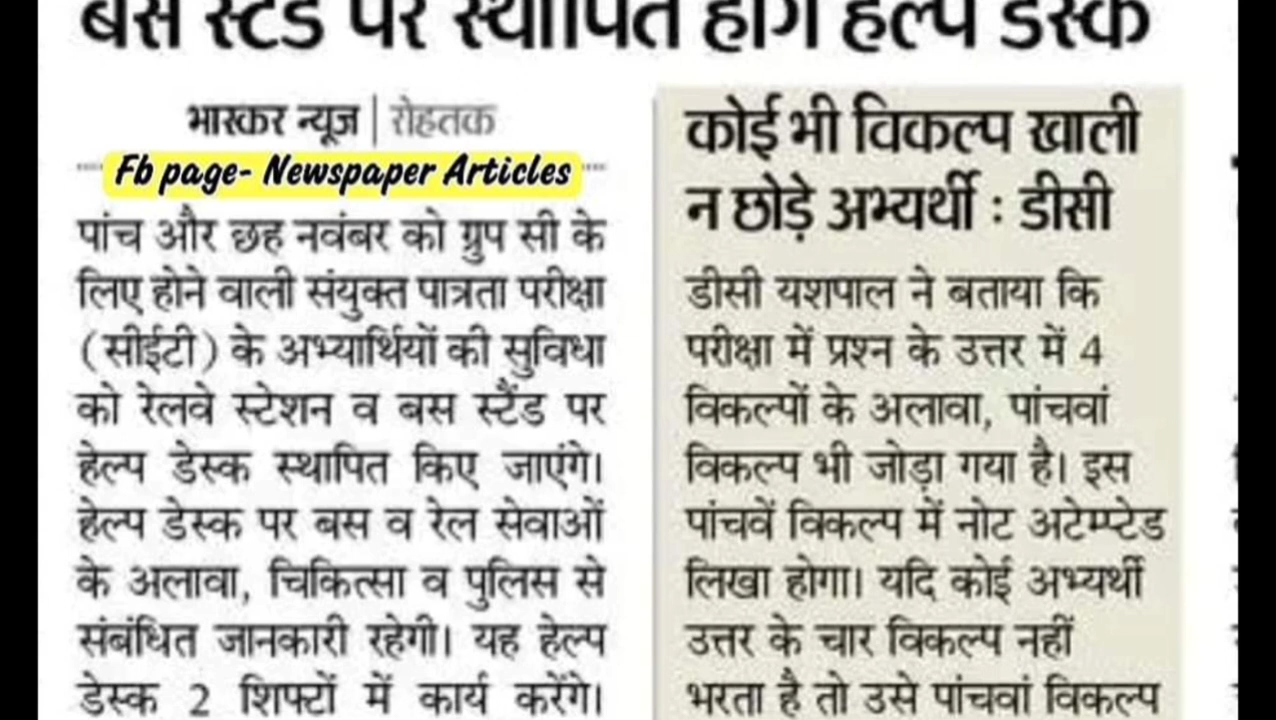 बस स्टैंड पर स्थापित होंगे हेल्प डेस्क
भास्कर न्यूज | रोहतक
Fb page- Newspaper Articles
पांच और छह नवंबर को ग्रुप सी के
लिए होने वाली संयुक्त पात्रता परीक्षा
(सीईटी) के अभ्यार्थियों की सुविधा
को रेलवे स्टेशन व बस स्टैंड पर
हेल्प डेस्क स्थापित किए जाएंगे।
हेल्प डेस्क पर बस व रेल सेवाओं
के अलावा, चिकित्सा व पुलिस से
संबंधित जानकारी रहेगी। यह हेल्प
डेस्क 2 शिफ्टों में कार्य करेंगे।
कोई भी विकल्प खाली
न छोड़े अभ्यर्थी : डीसी
डीसी यशपाल ने बताया कि
परीक्षा में प्रश्न के उत्तर में 4
विकल्पों के अलावा, पांचवां
विकल्प भी जोड़ा गया है। इस
पांचवें विकल्प में नोट अटेम्प्टेड
लिखा होगा। यदि कोई अभ्यर्थी
उत्तर के चार विकल्प नहीं
भरता है तो उसे पांचवां विकल्प